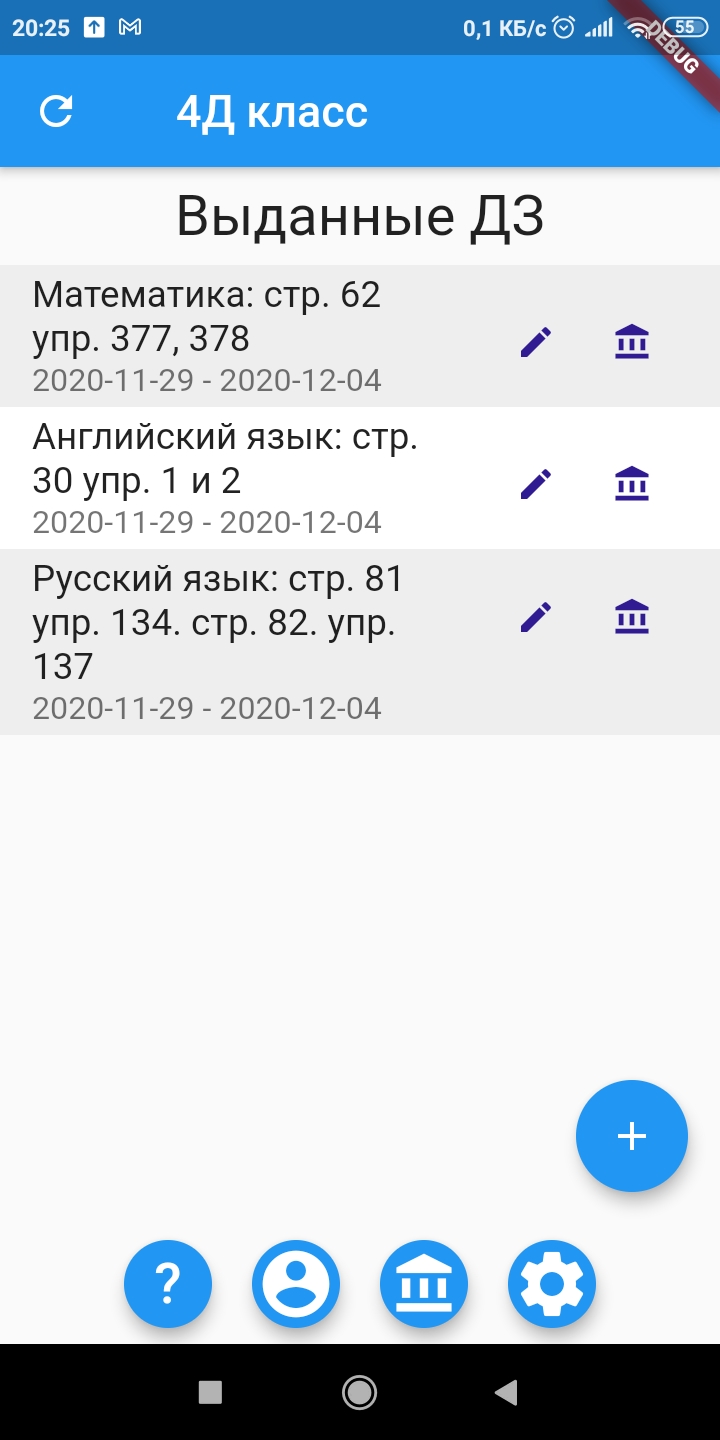 20:25 0,1 КБ/с 55
DEBUG
4Д класс
Выданные ДЗ
Математика: стр. 62
упр. 377, 378
2020-11-29 - 2020-12-04
Английский язык: стр.
30 упр. 1 и 2
2020-11-29 - 2020-12-04
Русский язык: стр. 81
упр. 134. стр. 82. упр.
137
2020-11-29 - 2020-12-04
+
?